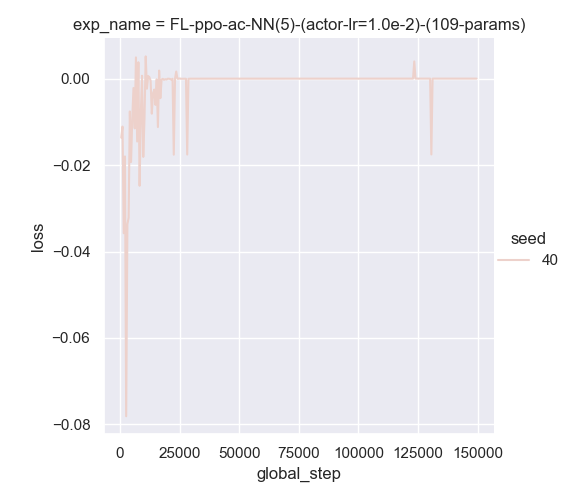 exp_name = FL-ppo-ac-NN(5)-(actor-lr=1.0e-2)-(109-params)
0.00
−0.02
−0.04
−0.06
−0.08
loss
0 25000 50000 75000 100000 125000 150000
global_step
seed
40